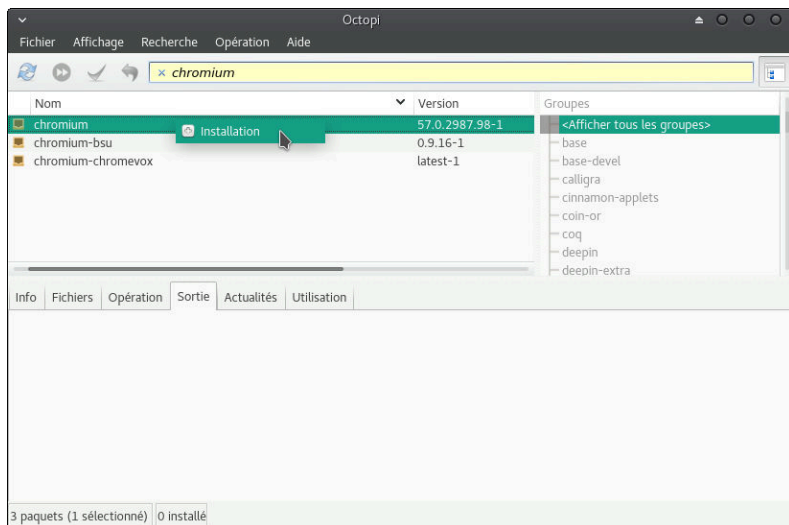 Octopi
Fichier Affichage Recherche Opération Aide
chromium
Nom Version Groupes
chromium 57.0.2987.98-1 <Afficher tous les groupes>
Installation
chromium-bsu 0.9.16-1 base
chromium-chromevox latest-1 base-devel
calligra
cinnamon-applets
coin-or
coq
deepin
deepin-extra
Info Fichiers Opération Sortie Actualités Utilisation
3 paquets (1 sélectionné) 0 installé